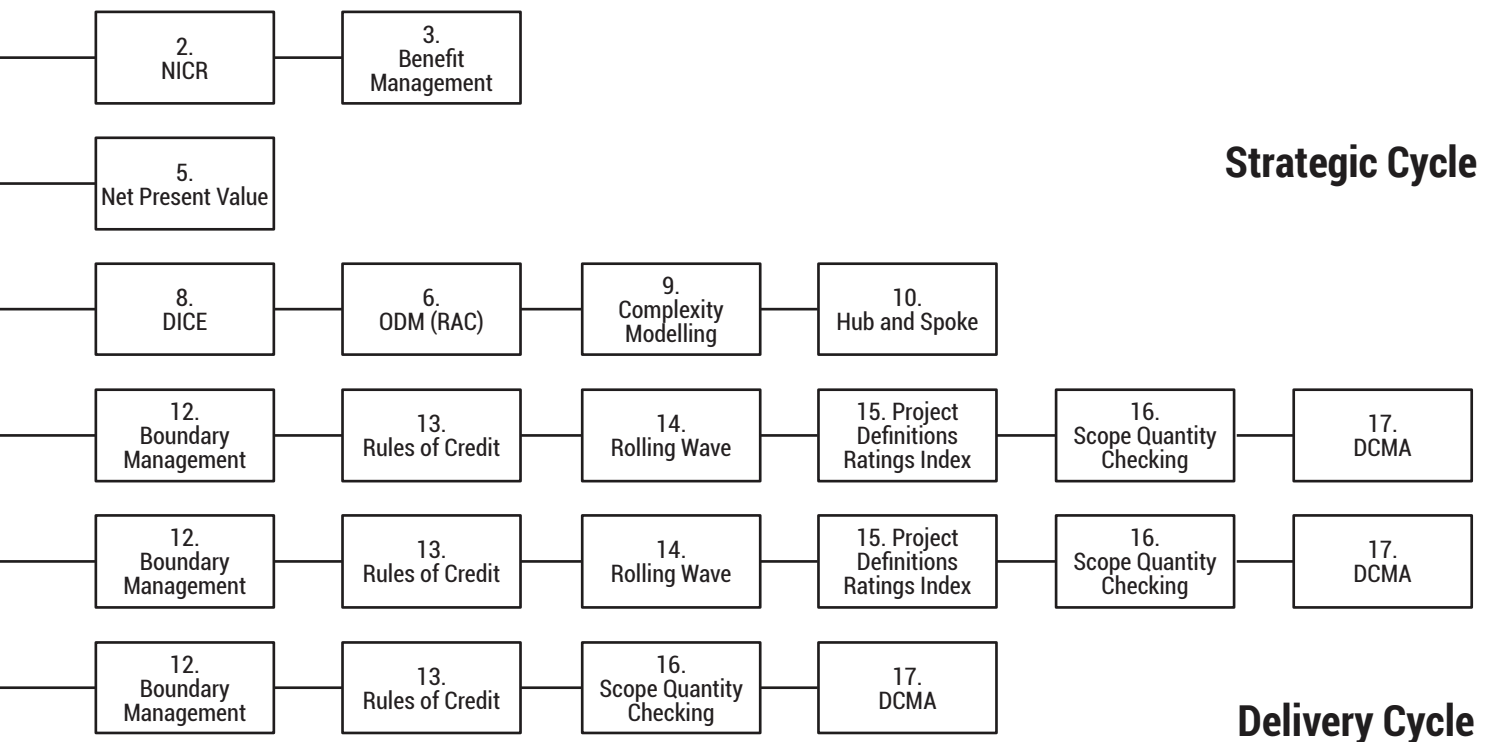 2.
NICR
3.
Benefit
Management
5.
Net Present Value
Strategic Cycle
8.
DICE
6.
ODM (RAC)
9.
Complexity
Modelling
10.
Hub and Spoke
12.
Boundary
Management
13.
Rules of Credit
14.
Rolling Wave
15. Project
Definitions
Ratings Index
16.
Scope Quantity
Checking
17.
DCMA
12.
Boundary
Management
13.
Rules of Credit
14.
Rolling Wave
15. Project
Definitions
Ratings Index
16.
Scope Quantity
Checking
17.
DCMA
12.
Boundary
Management
13.
Rules of Credit
16.
Scope Quantity
Checking
17.
DCMA
Delivery Cycle